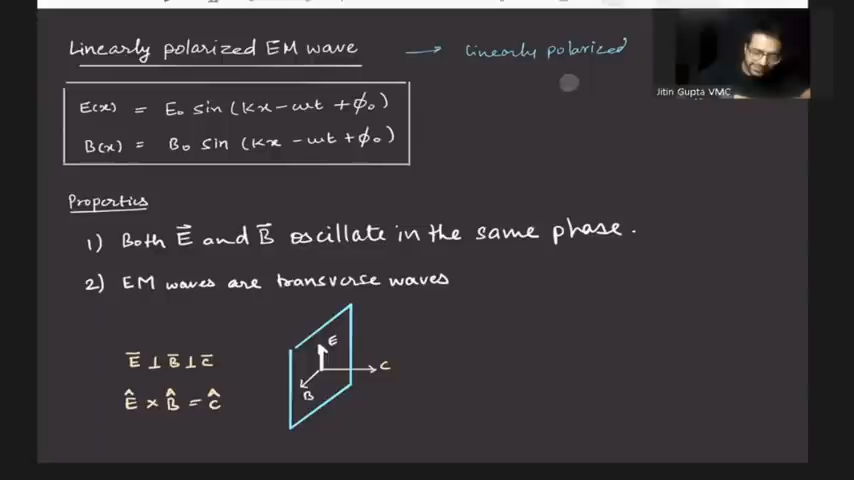 Linearly polarized EM wave → Linearly polarized
Jitin Gupta VMC
E(x) = E₀ sin (kx - ωt + ϕ₀)
B(x) = B₀ sin (kx - ωt + ϕ₀)
Properties
1) Both E⃗ and B⃗ oscillate in the same phase.
2) EM waves are transverse waves
E
E̅ ⊥ B̅ ⊥ C̅
C
B
Ê × B̂ = Ĉ